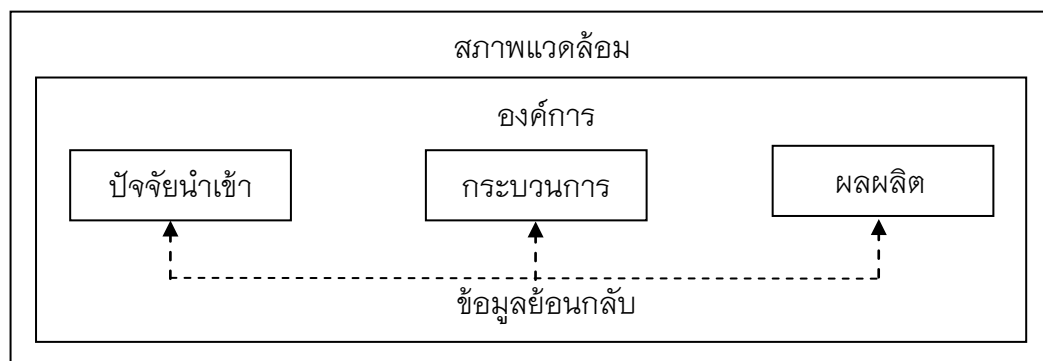 สภาพแวดล้อม
องค์การ
ปัจจัยนำเข้า
กระบวนการ
ผลผลิต
ข้อมูลย้อนกลับ